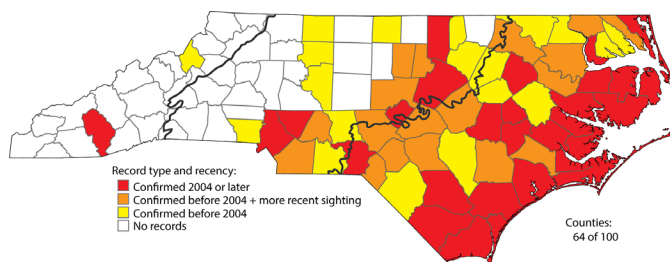 Record type and recency:
Confirmed 2004 or later
Confirmed before 2004 + more recent sighting
Confirmed before 2004
No records
Counties:
64 of 100